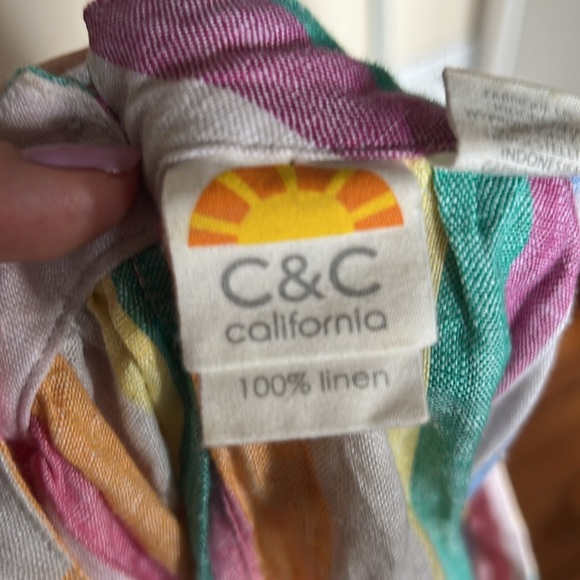 C&C
california
100% linen
INDONES